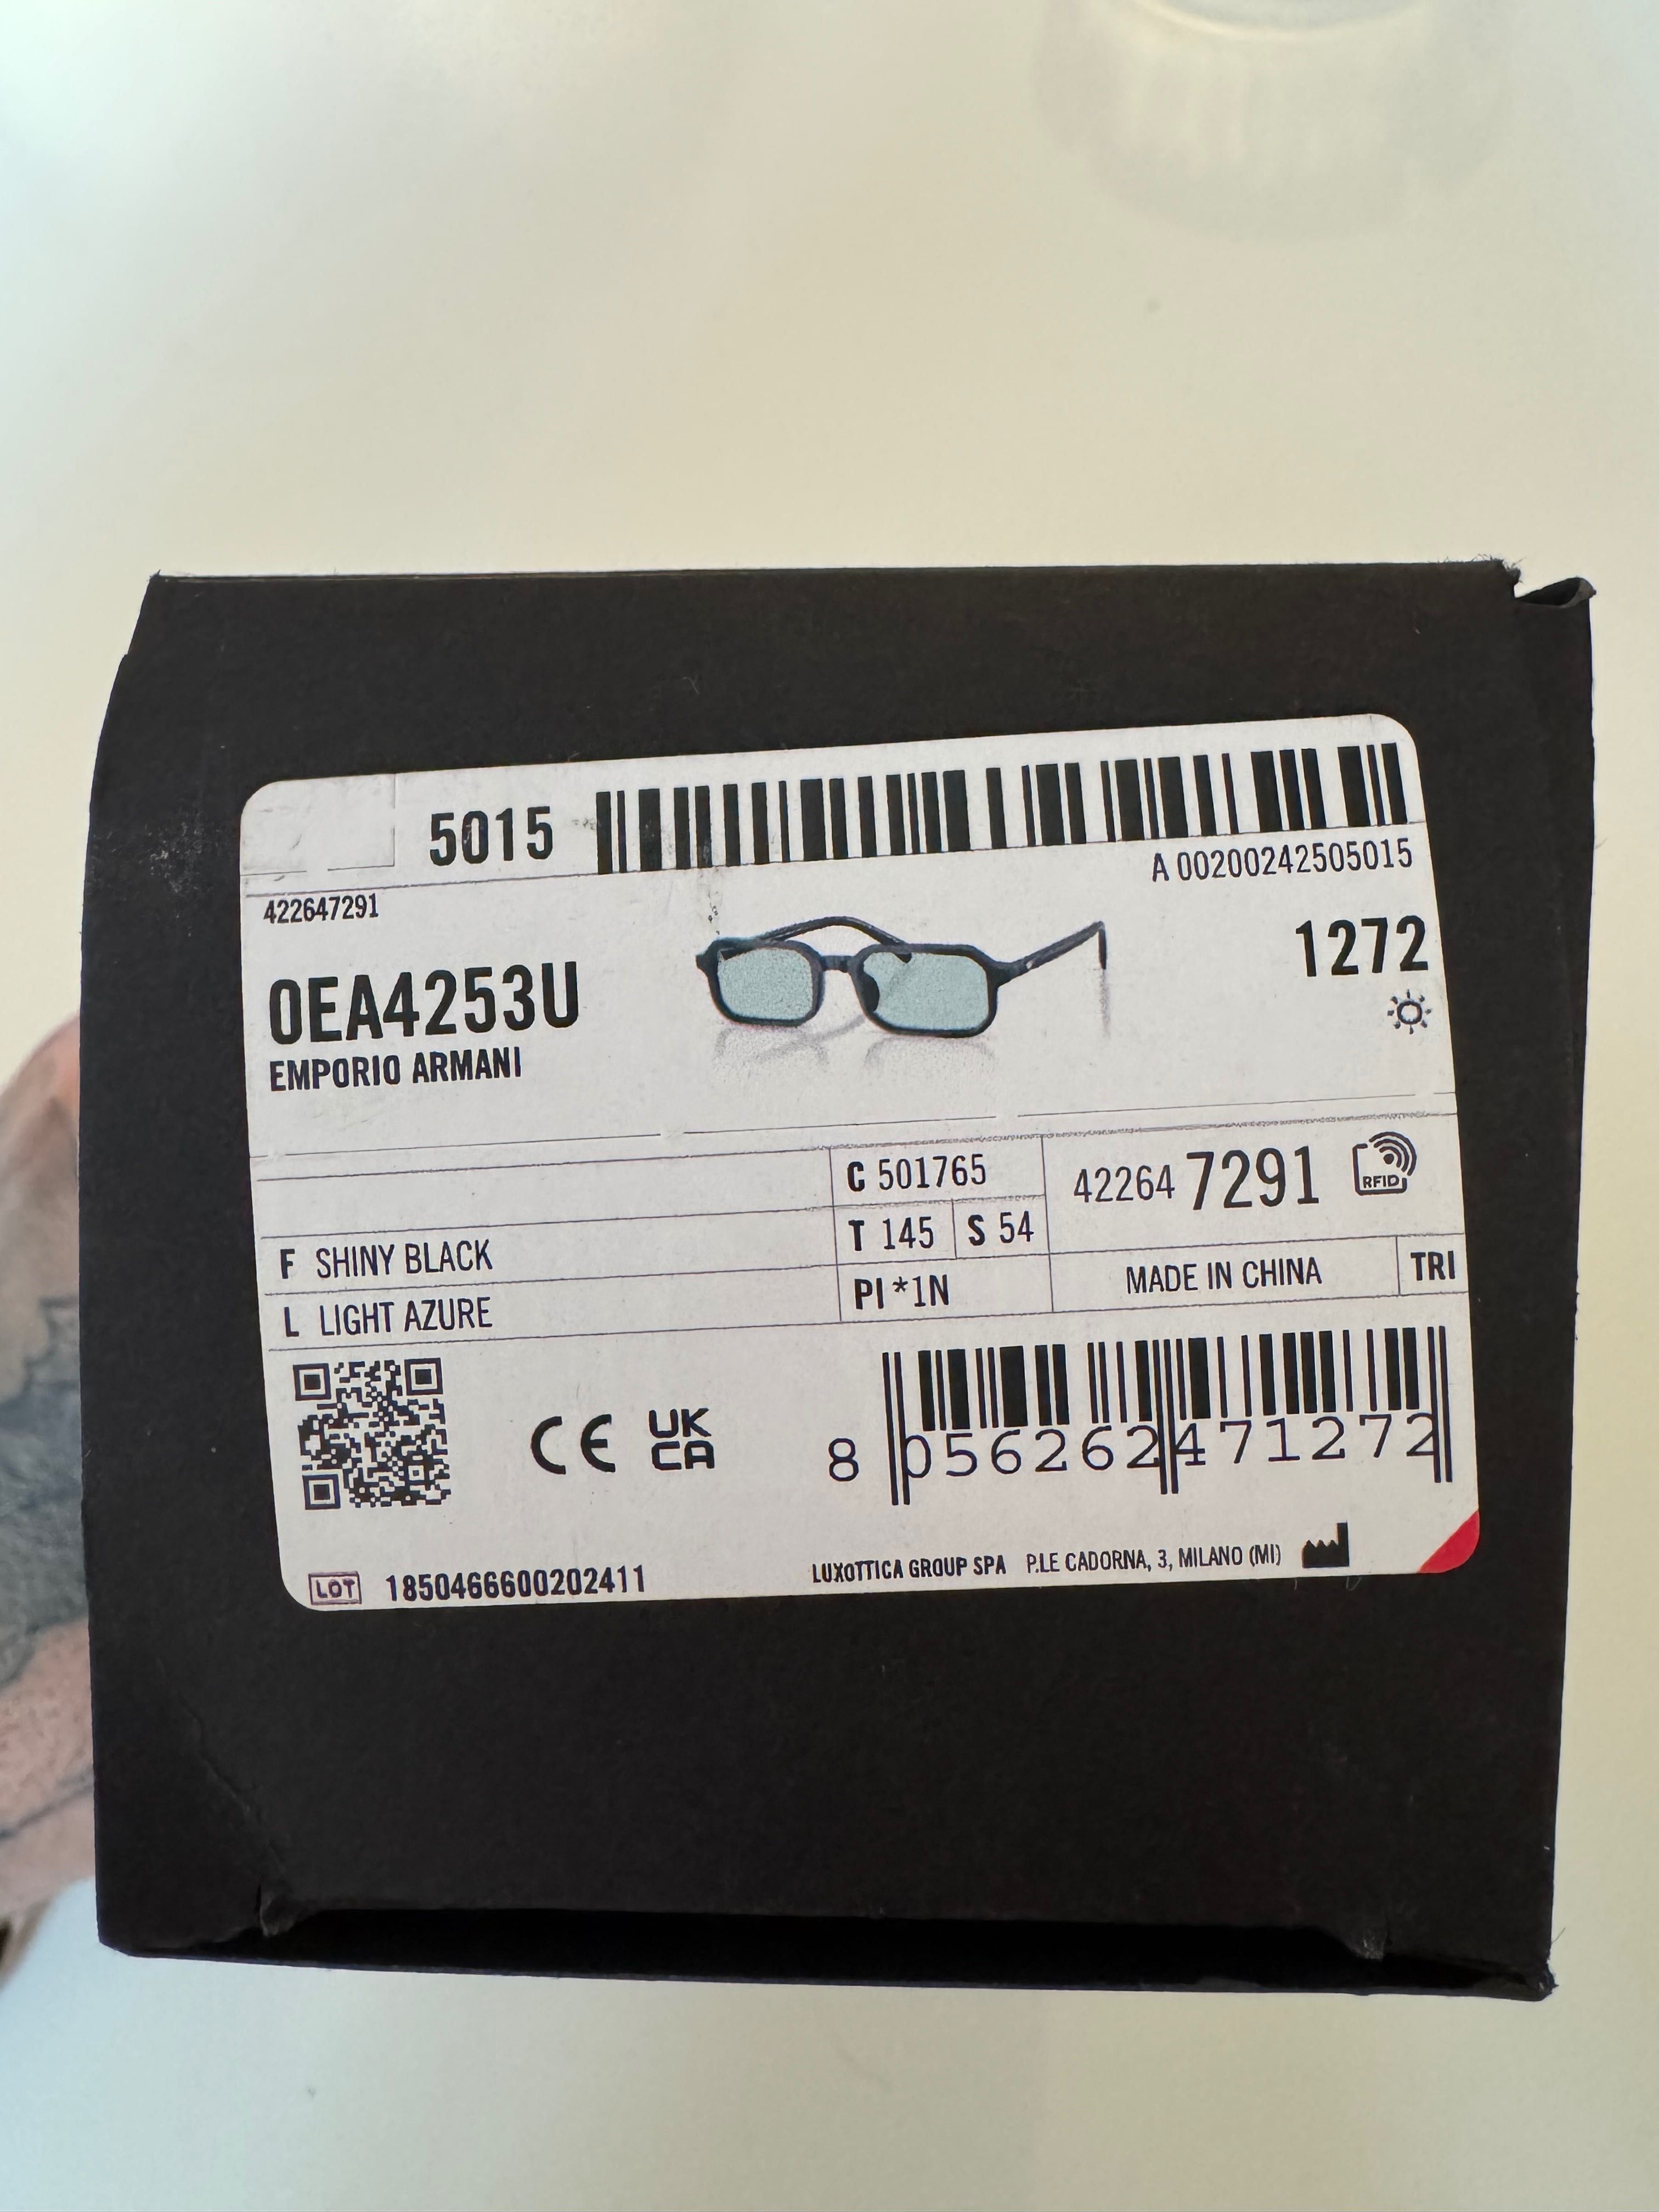 5015
A 00200242505015
422647291
1272
0EA4253U
EMPORIO ARMANI
C 501765
42264 7291
RFID
F SHINY BLACK
T 145 S 54
L LIGHT AZURE
PI *1N
MADE IN CHINA
TRI
CE
UK
CA
8 056262 471272
LOT 1850466600202411
LUXOTTICA GROUP SPA P.LE CADORNA, 3, MILANO (MI)